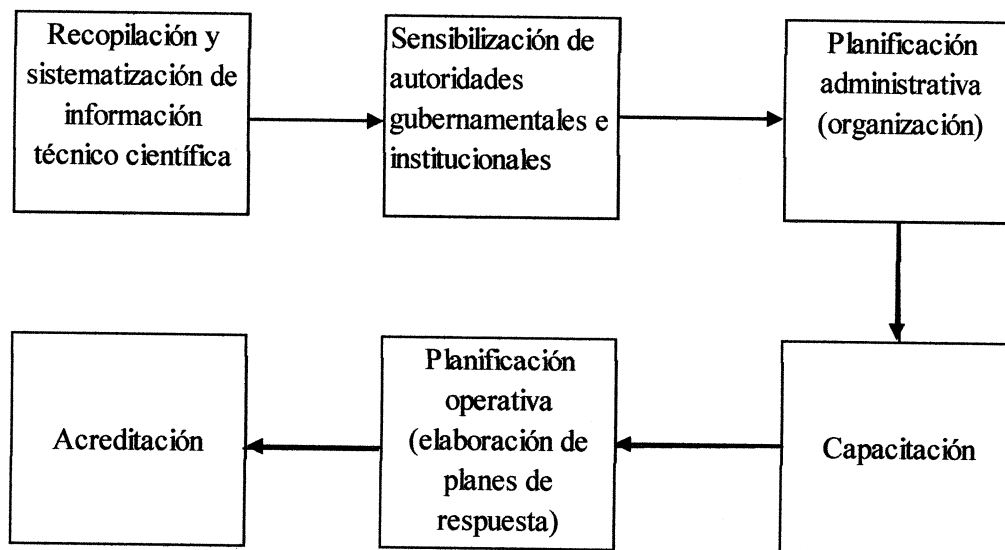 Recopilación y
sistematización de
información
técnico científica
Sensibilización de
autoridades
gubernamentales e
institucionales
Planificación
administrativa
(organización)
Capacitación
Planificación
operativa
(elaboración de
planes de
respuesta)
Acreditación